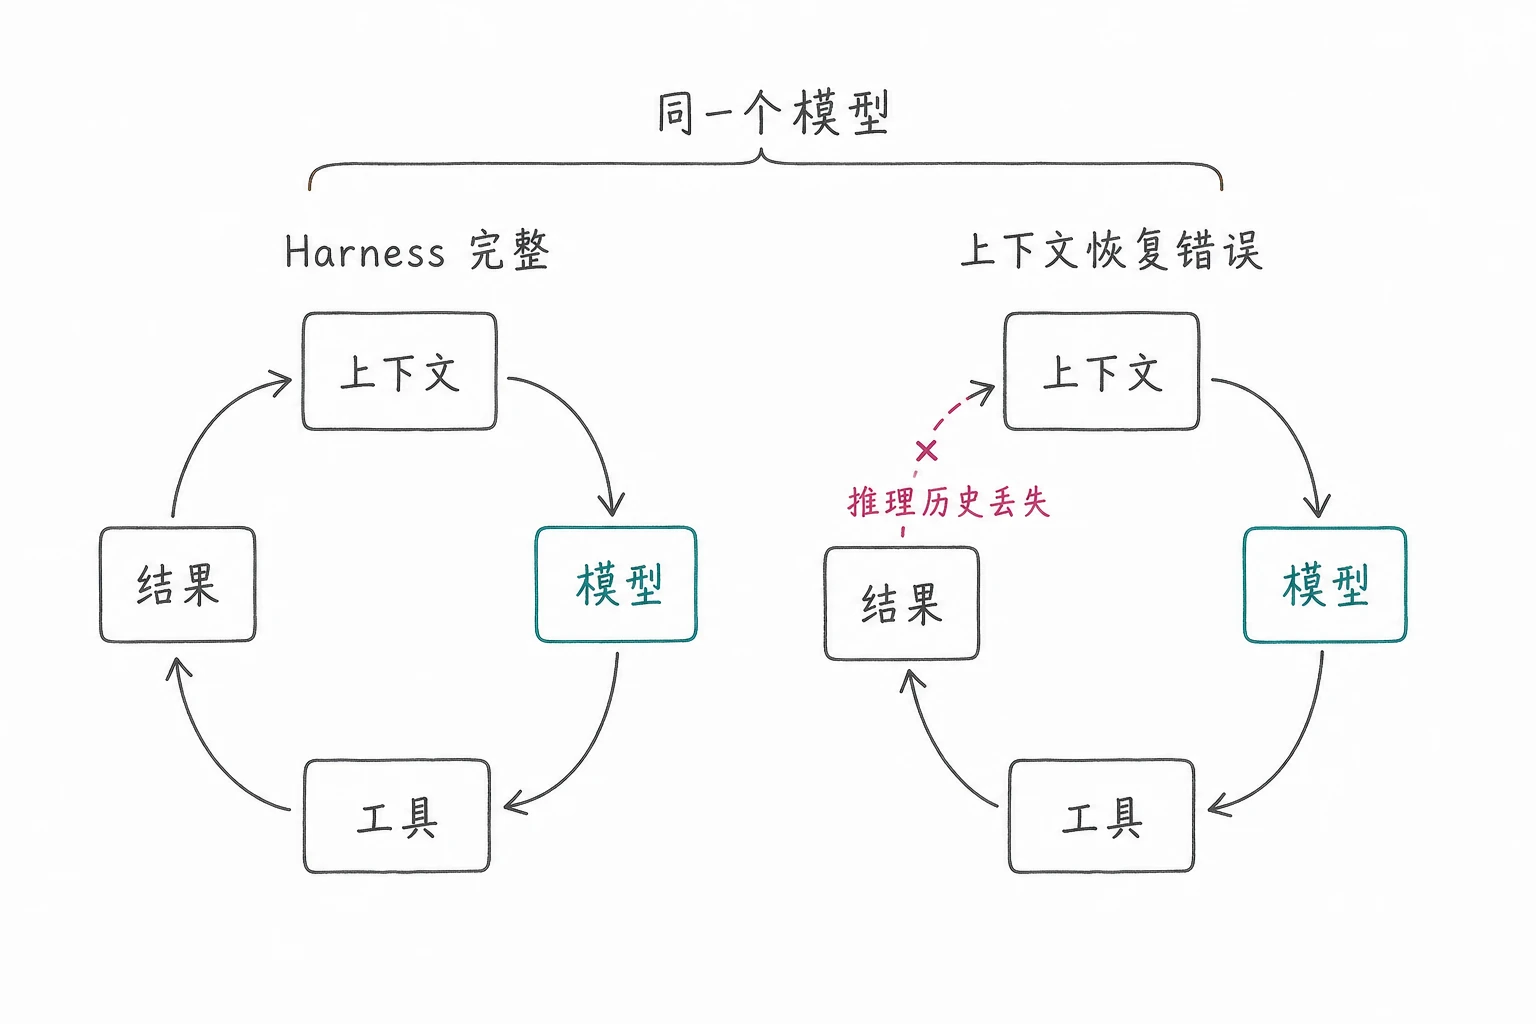 同一个模型
Harness 完整
上下文
模型
工具
结果
上下文恢复错误
上下文
推理历史丢失
模型
结果
工具